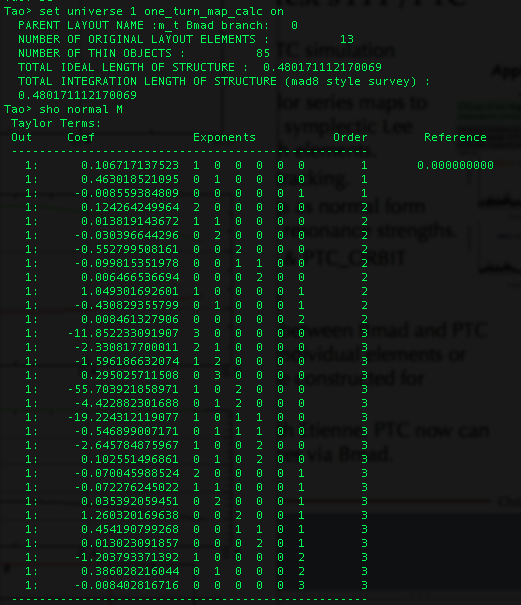 Tao> set universe 1 one_turn_map_calc on
PARENT LAYOUT NAME :m_t Bmad branch:   0
NUMBER OF ORIGINAL LAYOUT ELEMENTS :          13
NUMBER OF THIN OBJECTS :       85
TOTAL IDEAL LENGTH OF STRUCTURE :  0.480171112170069
TOTAL INTEGRATION LENGTH OF STRUCTURE (mad8 style survey) :
0.480171112170069
Tao> sho normal M
Taylor Terms:
Out     Coef             Exponents          Order       Reference
---------------------------------------------------
1:      0.106717137523  1  0  0  0  0  0       1       0.000000000
1:      0.463018521095  0  1  0  0  0  0       1
1:     -0.008559384809  0  0  0  0  0  1       1
1:      0.124264249964  2  0  0  0  0  0       2
1:      0.013819143672  1  1  0  0  0  0       2
1:     -0.030396644296  0  2  0  0  0  0       2
1:     -0.552799508161  0  0  2  0  0  0       2
1:     -0.099815351978  0  0  1  1  0  0       2
1:      0.006466536694  0  0  0  2  0  0       2
1:      1.049301692601  1  0  0  0  0  1       2
1:     -0.430829355799  0  1  0  0  0  1       2
1:      0.008461327906  0  0  0  0  0  2       2
1:    -11.852233091907  3  0  0  0  0  0       3
1:     -2.330817700011  2  1  0  0  0  0       3
1:     -1.596186632074  1  2  0  0  0  0       3
1:      0.295025711508  0  3  0  0  0  0       3
1:    -55.703921858971  1  0  2  0  0  0       3
1:     -4.422882301688  0  1  2  0  0  0       3
1:    -19.224312119077  1  0  1  1  0  0       3
1:     -0.546899007171  0  1  1  1  0  0       3
1:     -2.645784875967  1  0  0  2  0  0       3
1:      0.102551496861  0  1  0  2  0  0       3
1:     -0.070045988524  2  0  0  0  0  1       3
1:     -0.072276245022  1  1  0  0  0  1       3
1:      0.035392059451  0  2  0  0  0  1       3
1:      1.260320169638  0  0  2  0  0  1       3
1:      0.454190799268  0  0  1  1  0  1       3
1:      0.013023091857  0  0  0  2  0  1       3
1:     -1.203793371392  1  0  0  0  0  2       3
1:      0.386028216044  0  1  0  0  0  2       3
1:     -0.008402816716  0  0  0  0  0  3       3
---------------------------------------------------